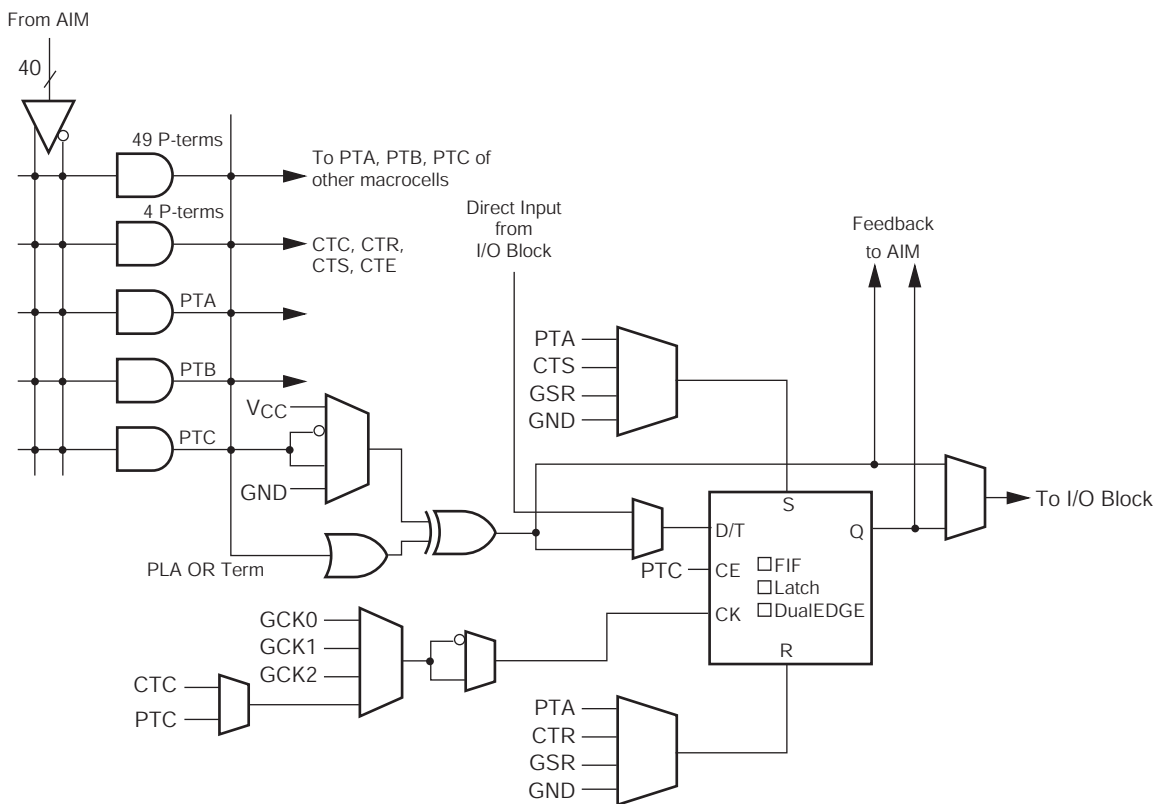 From AIM
40
49 P-terms
To PTA, PTB, PTC of
other macrocells
4 P-terms
CTC, CTR,
CTS, CTE
PTA
PTB
PTC
Direct Input
from
I/O Block
Feedback
to AIM
PTA
CTS
GSR
GND
VCC
GND
PLA OR Term
S
D/T
Q
CE
CK
R
FIF
Latch
DualEDGE
PTC
To I/O Block
GCK0
GCK1
GCK2
CTC
PTC
PTA
CTR
GSR
GND